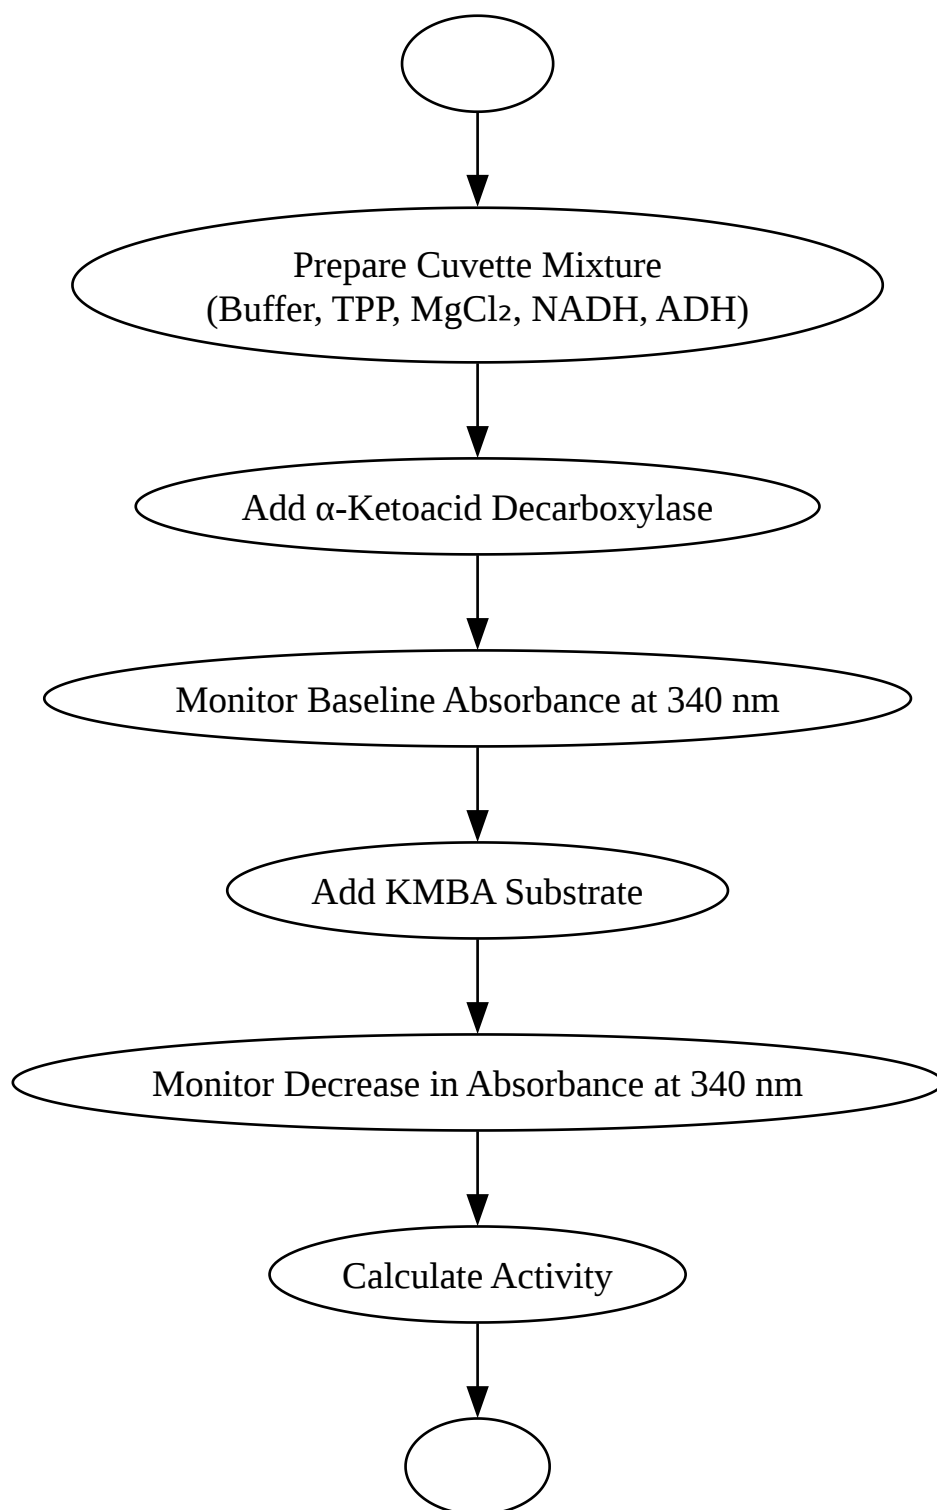 Prepare Cuvette Mixture
(Buffer, TPP, MgCl₂, NADH, ADH)
Add α-Ketoacid Decarboxylase
Monitor Baseline Absorbance at 340 nm
Add KMBA Substrate
Monitor Decrease in Absorbance at 340 nm
Calculate Activity